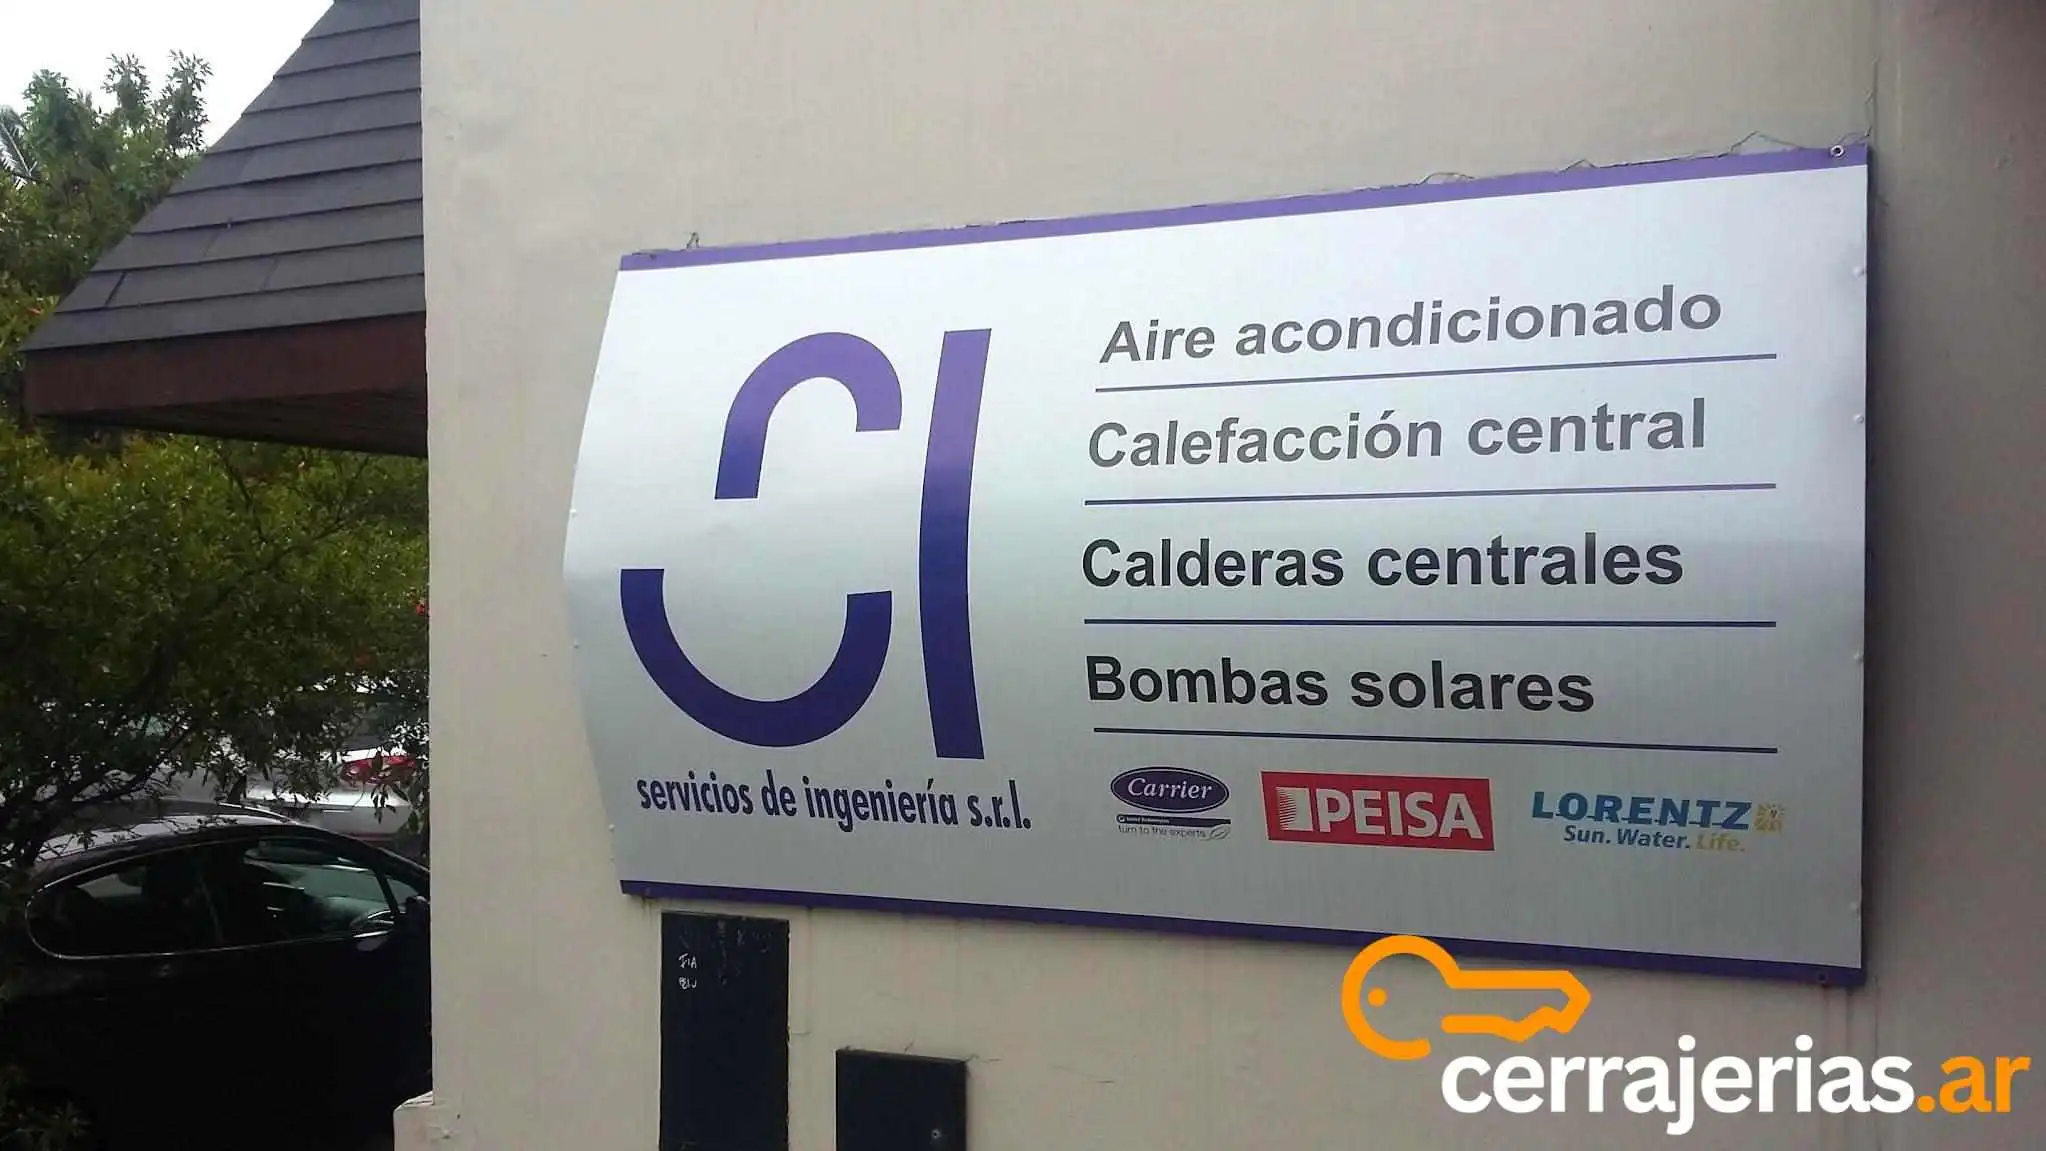 CI
servicios de ingeniería s.r.l.
Aire acondicionado
Calefacción central
Calderas centrales
Bombas solares
Carrier
turn to the experts
PEISA
LORENTZ
Sun. Water. Life.
cerrajerias.ar